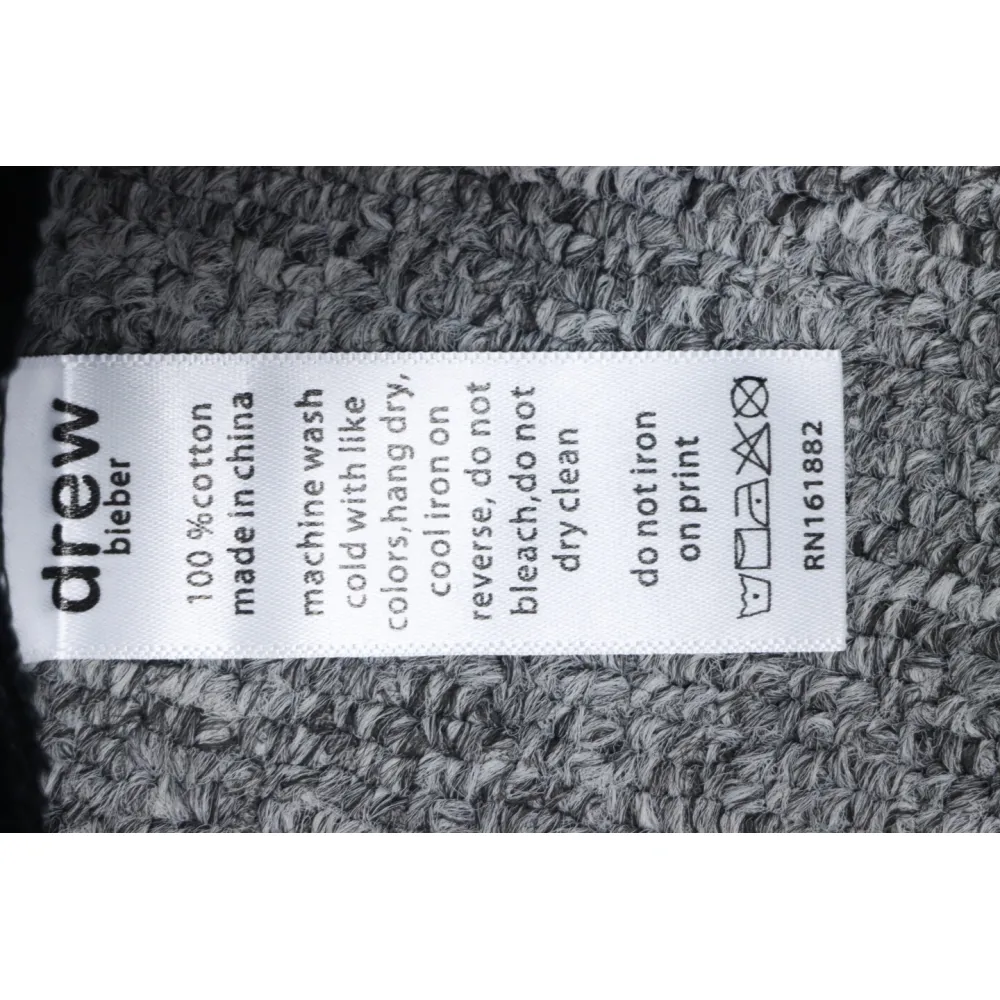 drew
bieber
100 %cotton
made in china
machine wash
cold with like
colors,hang dry,
cool iron on
reverse, do not
bleach,do not
dry clean
do not iron
on print
RN161882